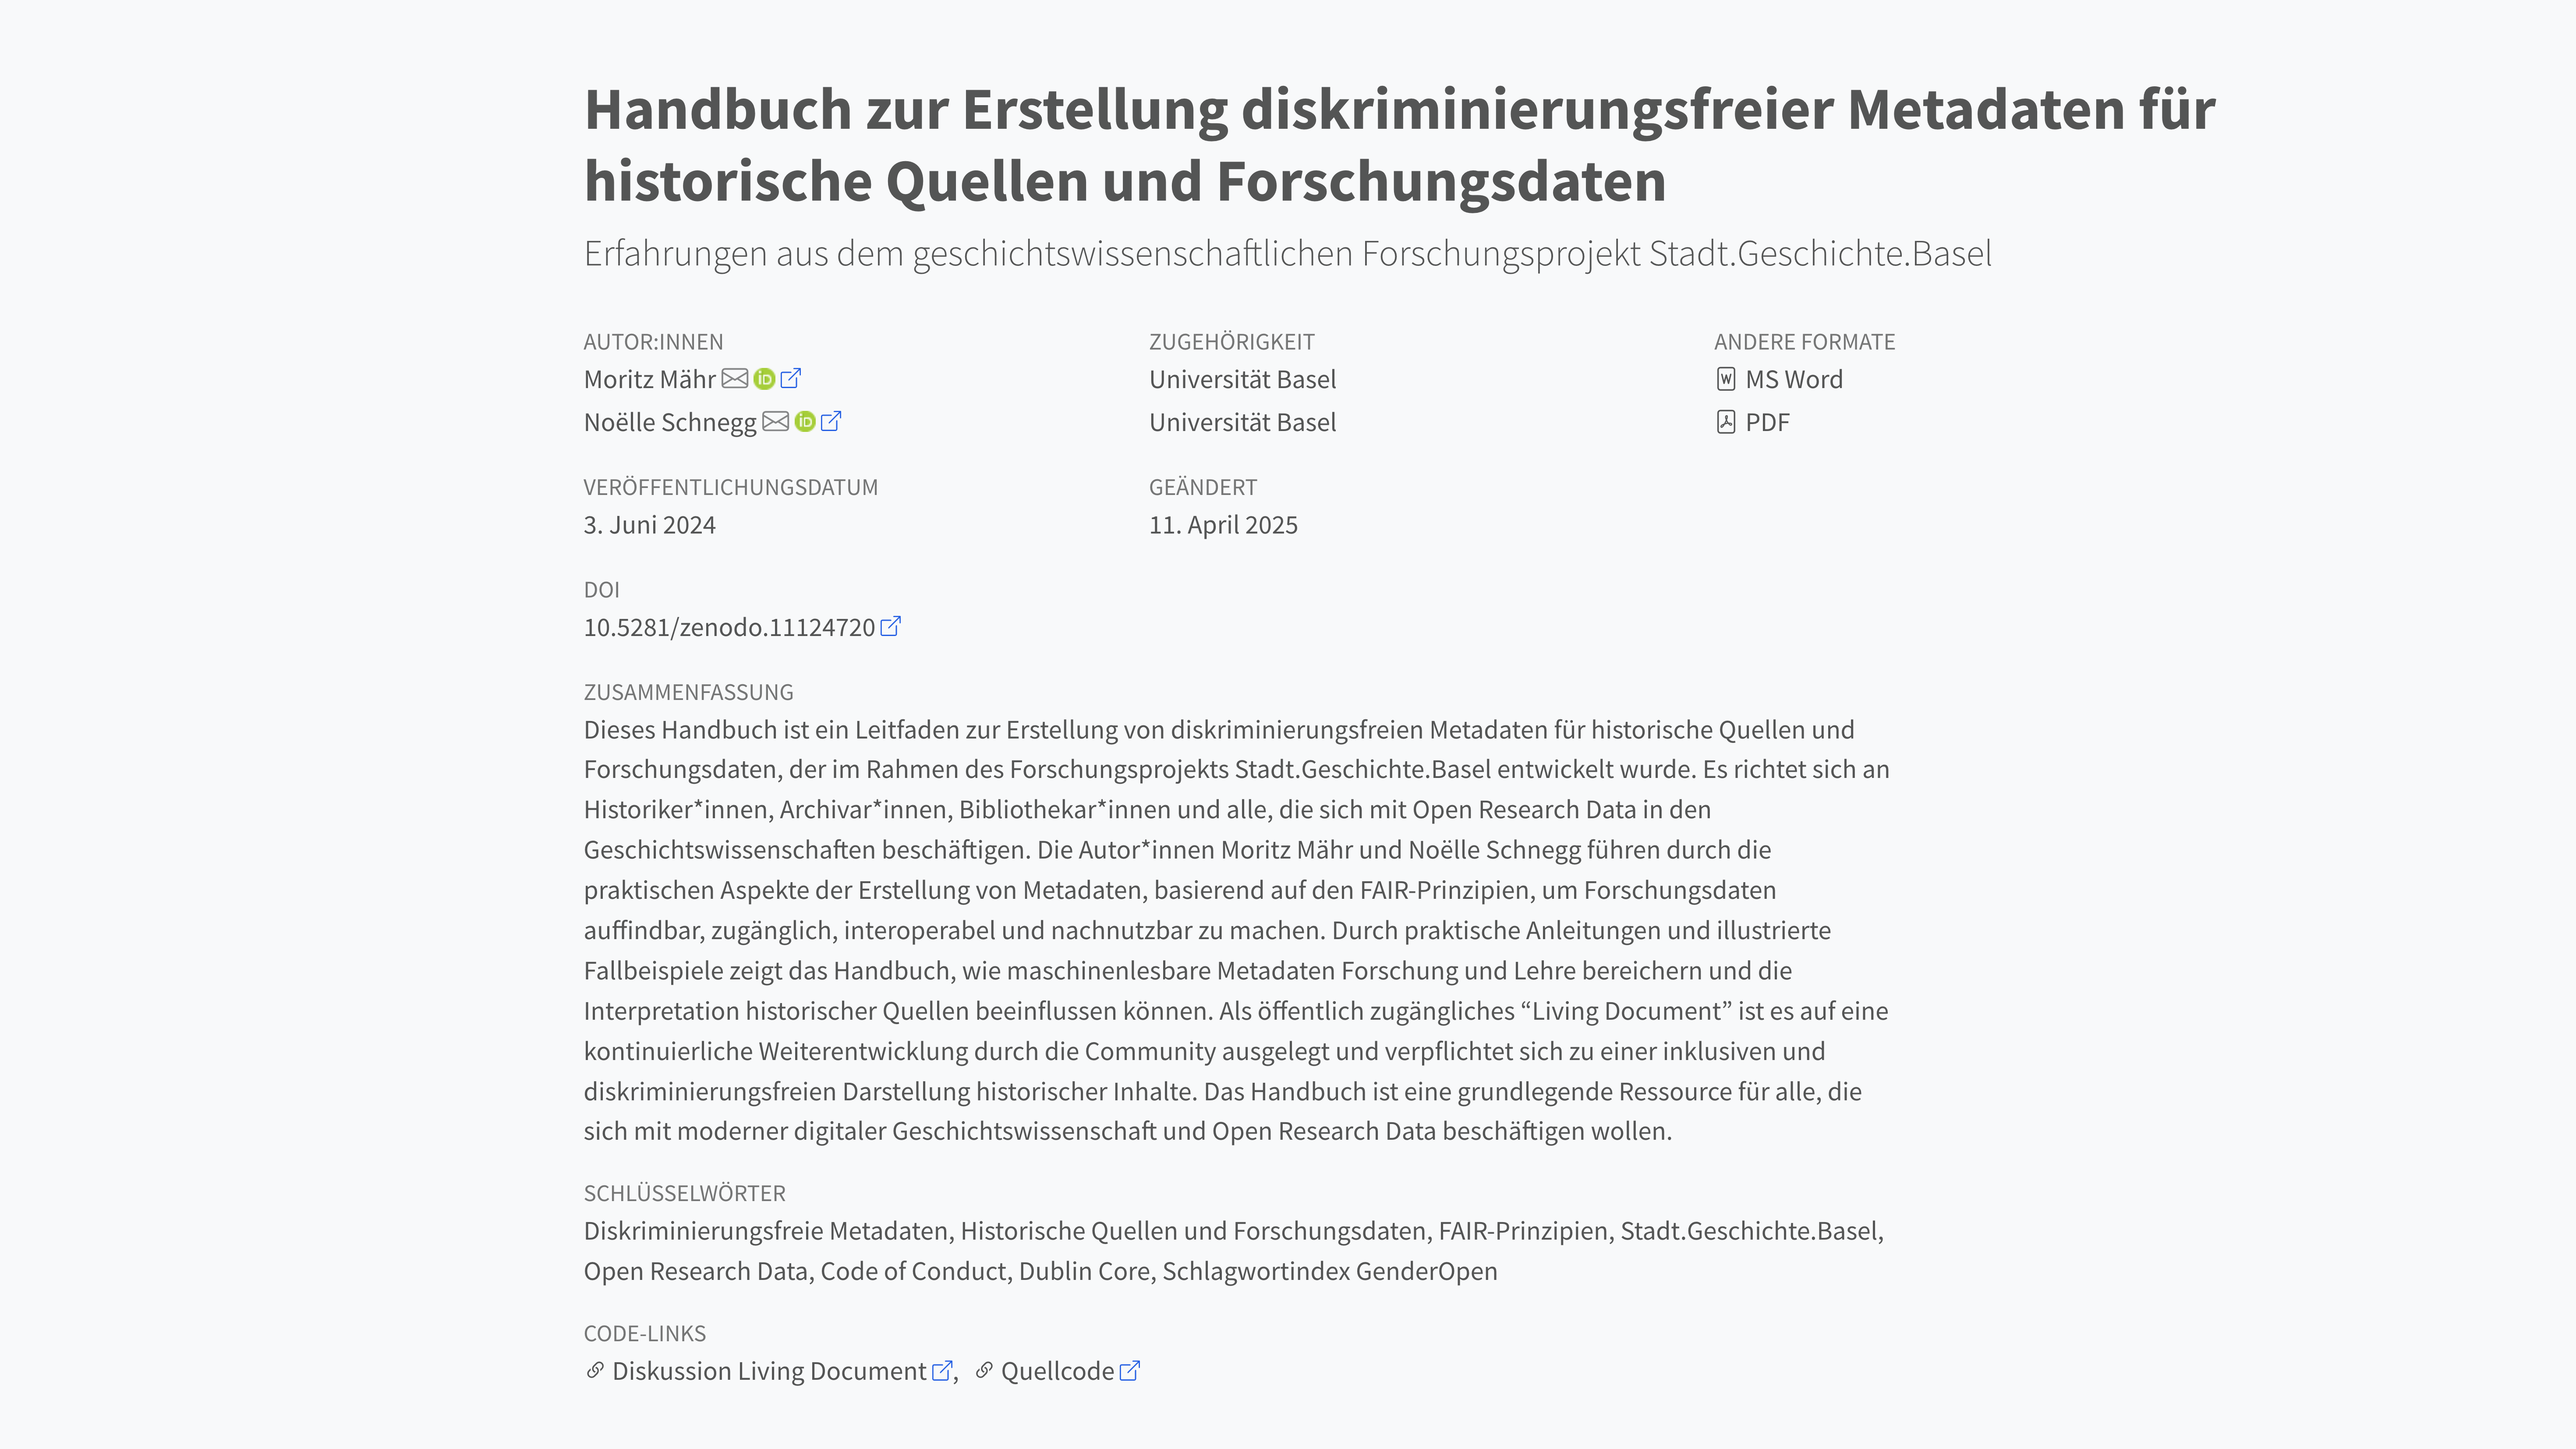 Handbuch zur Erstellung diskriminierungsfreier Metadaten für
historische Quellen und Forschungsdaten
Erfahrungen aus dem geschichtswissenschaftlichen Forschungsprojekt Stadt.Geschichte.Basel
AUTOR:INNEN
Moritz Mähr
Noëlle Schnegg
ZUGEHÖRIGKEIT
Universität Basel
Universität Basel
ANDERE FORMATE
MS Word
PDF
VERÖFFENTLICHUNGSDATUM
3. Juni 2024
GEÄNDERT
11. April 2025
DOI
10.5281/zenodo.11124720
ZUSAMMENFASSUNG
Dieses Handbuch ist ein Leitfaden zur Erstellung von diskriminierungsfreien Metadaten für historische Quellen und
Forschungsdaten, der im Rahmen des Forschungsprojekts Stadt.Geschichte.Basel entwickelt wurde. Es richtet sich an
Historiker*innen, Archivar*innen, Bibliothekar*innen und alle, die sich mit Open Research Data in den
Geschichtswissenschaften beschäftigen. Die Autor*innen Moritz Mähr und Noëlle Schnegg führen durch die
praktischen Aspekte der Erstellung von Metadaten, basierend auf den FAIR-Prinzipien, um Forschungsdaten
auffindbar, zugänglich, interoperabel und nachnutzbar zu machen. Durch praktische Anleitungen und illustrierte
Fallbeispiele zeigt das Handbuch, wie maschinenlesbare Metadaten Forschung und Lehre bereichern und die
Interpretation historischer Quellen beeinflussen können. Als öffentlich zugängliches “Living Document” ist es auf eine
kontinuierliche Weiterentwicklung durch die Community ausgelegt und verpflichtet sich zu einer inklusiven und
diskriminierungsfreien Darstellung historischer Inhalte. Das Handbuch ist eine grundlegende Ressource für alle, die
sich mit moderner digitaler Geschichtswissenschaft und Open Research Data beschäftigen wollen.
SCHLÜSSELWÖRTER
Diskriminierungsfreie Metadaten, Historische Quellen und Forschungsdaten, FAIR-Prinzipien, Stadt.Geschichte.Basel,
Open Research Data, Code of Conduct, Dublin Core, Schlagwortindex GenderOpen
CODE-LINKS
Diskussion Living Document, Quellcode